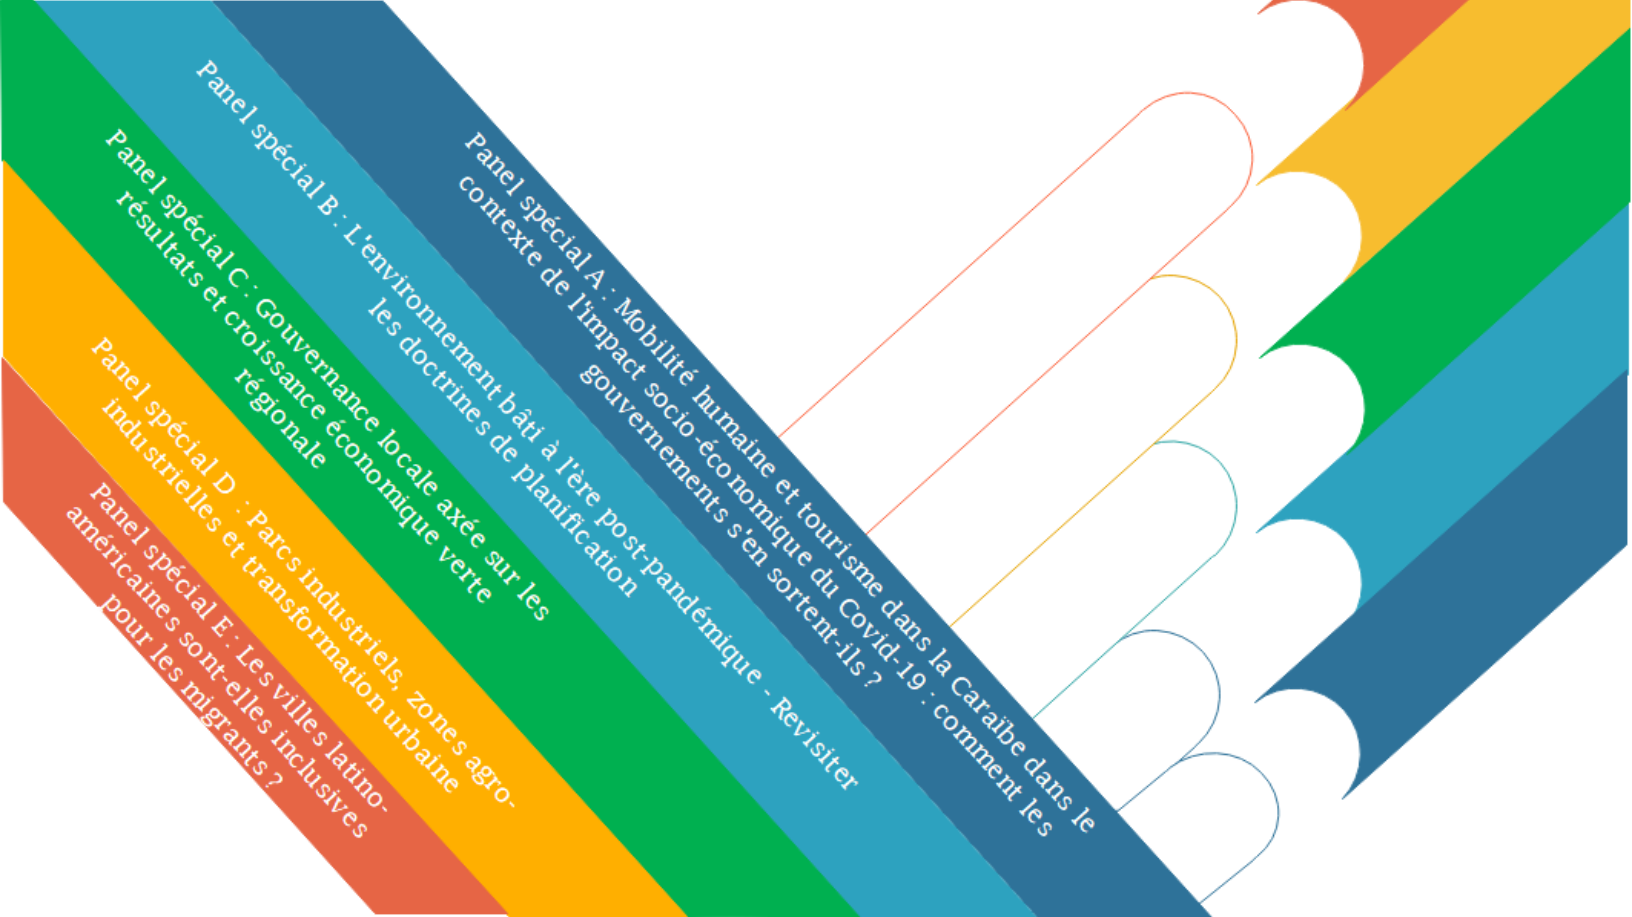 Panel spécial A : Mobilité humaine et tourisme dans la Caraïbe dans le
contexte de l'impact socio-économique du Covid-19 : comment les
gouvernements s'en sortent-ils ?
Panel spécial B : L'environnement bâti à l'ère post-pandémique - Revisiter
les doctrines de planification
Panel spécial C : Gouvernance locale axée sur les
résultats et croissance économique verte
régionale
Panel spécial D : Parcs industriels, zones agro-
industrielles et transformation urbaine
Panel spécial E : Les villes latino-
américaines sont-elles inclusives
pour les migrants ?